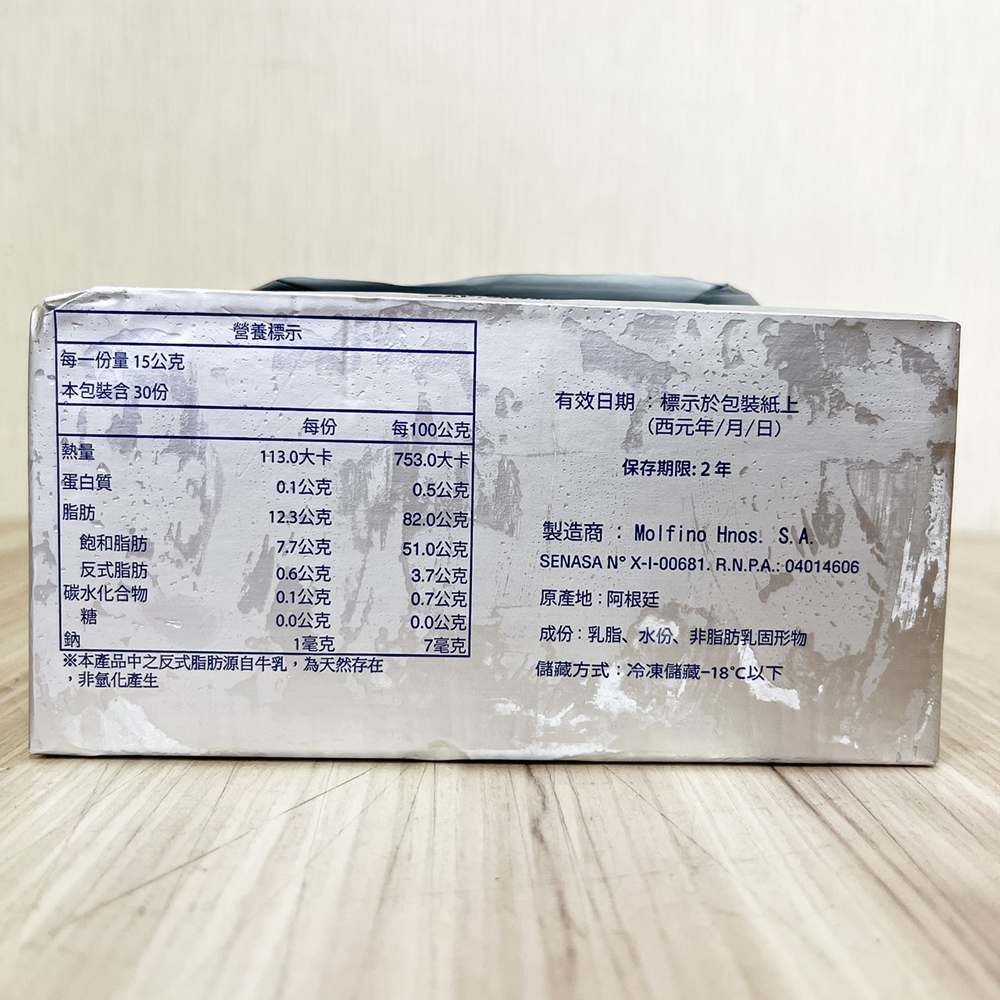 營養標示
每一份量 15公克
本包裝含 30份
每份 每100公克
熱量 113.0大卡 753.0大卡
蛋白質 0.1公克 0.5公克
脂肪 12.3公克 82.0公克
飽和脂肪 7.7公克 51.0公克
反式脂肪 0.6公克 3.7公克
碳水化合物 0.1公克 0.7公克
糖 0.0公克 0.0公克
鈉 1毫克 7毫克
※本產品中之反式脂肪源自牛乳，為天然存在
，非氫化產生
有效日期：標示於包裝紙上
(西元年/月/日)
保存期限: 2 年
製造商：Molfino Hnos. S.A.
SENASA N° X-I-00681. R.N.P.A.: 04014606
原產地：阿根廷
成份：乳脂、水份、非脂肪乳固形物
儲藏方式：冷凍儲藏-18℃以下